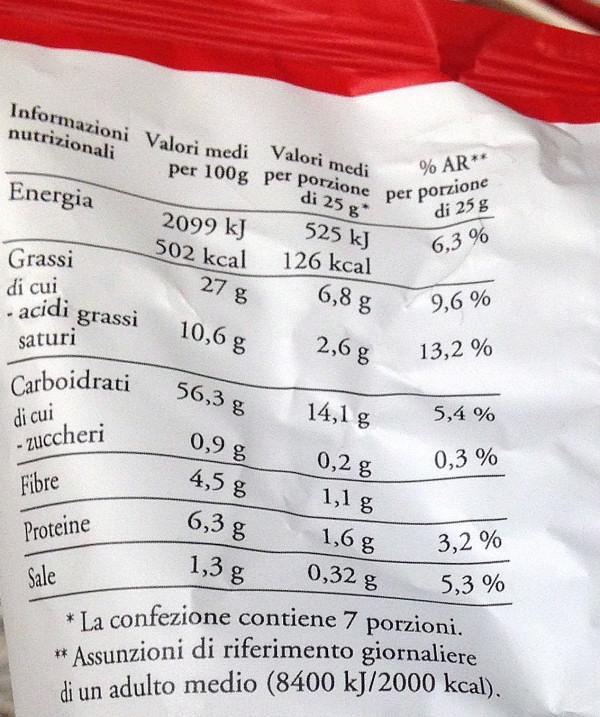 Informazioni nutrizionali Valori medi per 100g Valori medi per porzione di 25 g* % AR** per porzione di 25 g
Energia 2099 kJ 525 kJ 6,3 %
502 kcal 126 kcal
Grassi 27 g 6,8 g 9,6 %
di cui
- acidi grassi saturi 10,6 g 2,6 g 13,2 %
Carboidrati 56,3 g 14,1 g 5,4 %
di cui
- zuccheri 0,9 g 0,2 g 0,3 %
Fibre 4,5 g 1,1 g
Proteine 6,3 g 1,6 g 3,2 %
Sale 1,3 g 0,32 g 5,3 %
* La confezione contiene 7 porzioni.
** Assunzioni di riferimento giornaliere
di un adulto medio (8400 kJ/2000 kcal).